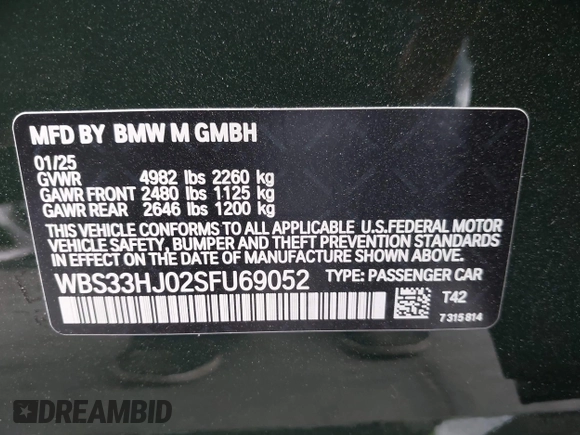 MFD BY BMW M GMBH
01/25
GVWR 4982 lbs 2260 kg
GAWR FRONT 2480 lbs 1125 kg
GAWR REAR 2646 lbs 1200 kg
THIS VEHICLE CONFORMS TO ALL APPLICABLE U.S.FEDERAL MOTOR
VEHICLE SAFETY, BUMPER AND THEFT PREVENTION STANDARDS
IN EFFECT ON THE DATE OF MANUFACTURE SHOWN ABOVE.
WBS33HJ02SFU69052 TYPE: PASSENGER CAR
T42
7 315 814
DREAMBID